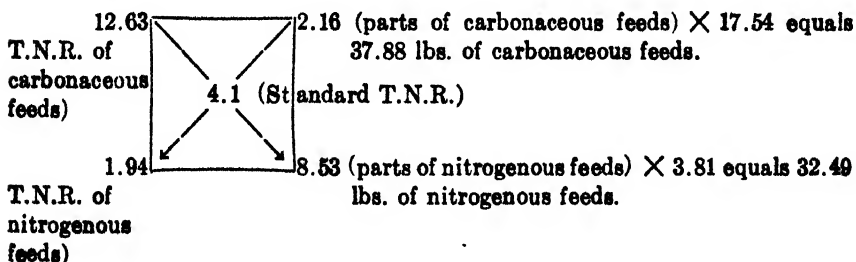 12.63 2.16 (parts of carbonaceous feeds) × 17.54 equals
T.N.R. of 37.88 lbs. of carbonaceous feeds.
carbonaceous
feeds) 4.1 (Standard T.N.R.)
1.94 8.53 (parts of nitrogenous feeds) × 3.81 equals 32.49
T.N.R. of lbs. of nitrogenous feeds.
nitrogenous
feeds)